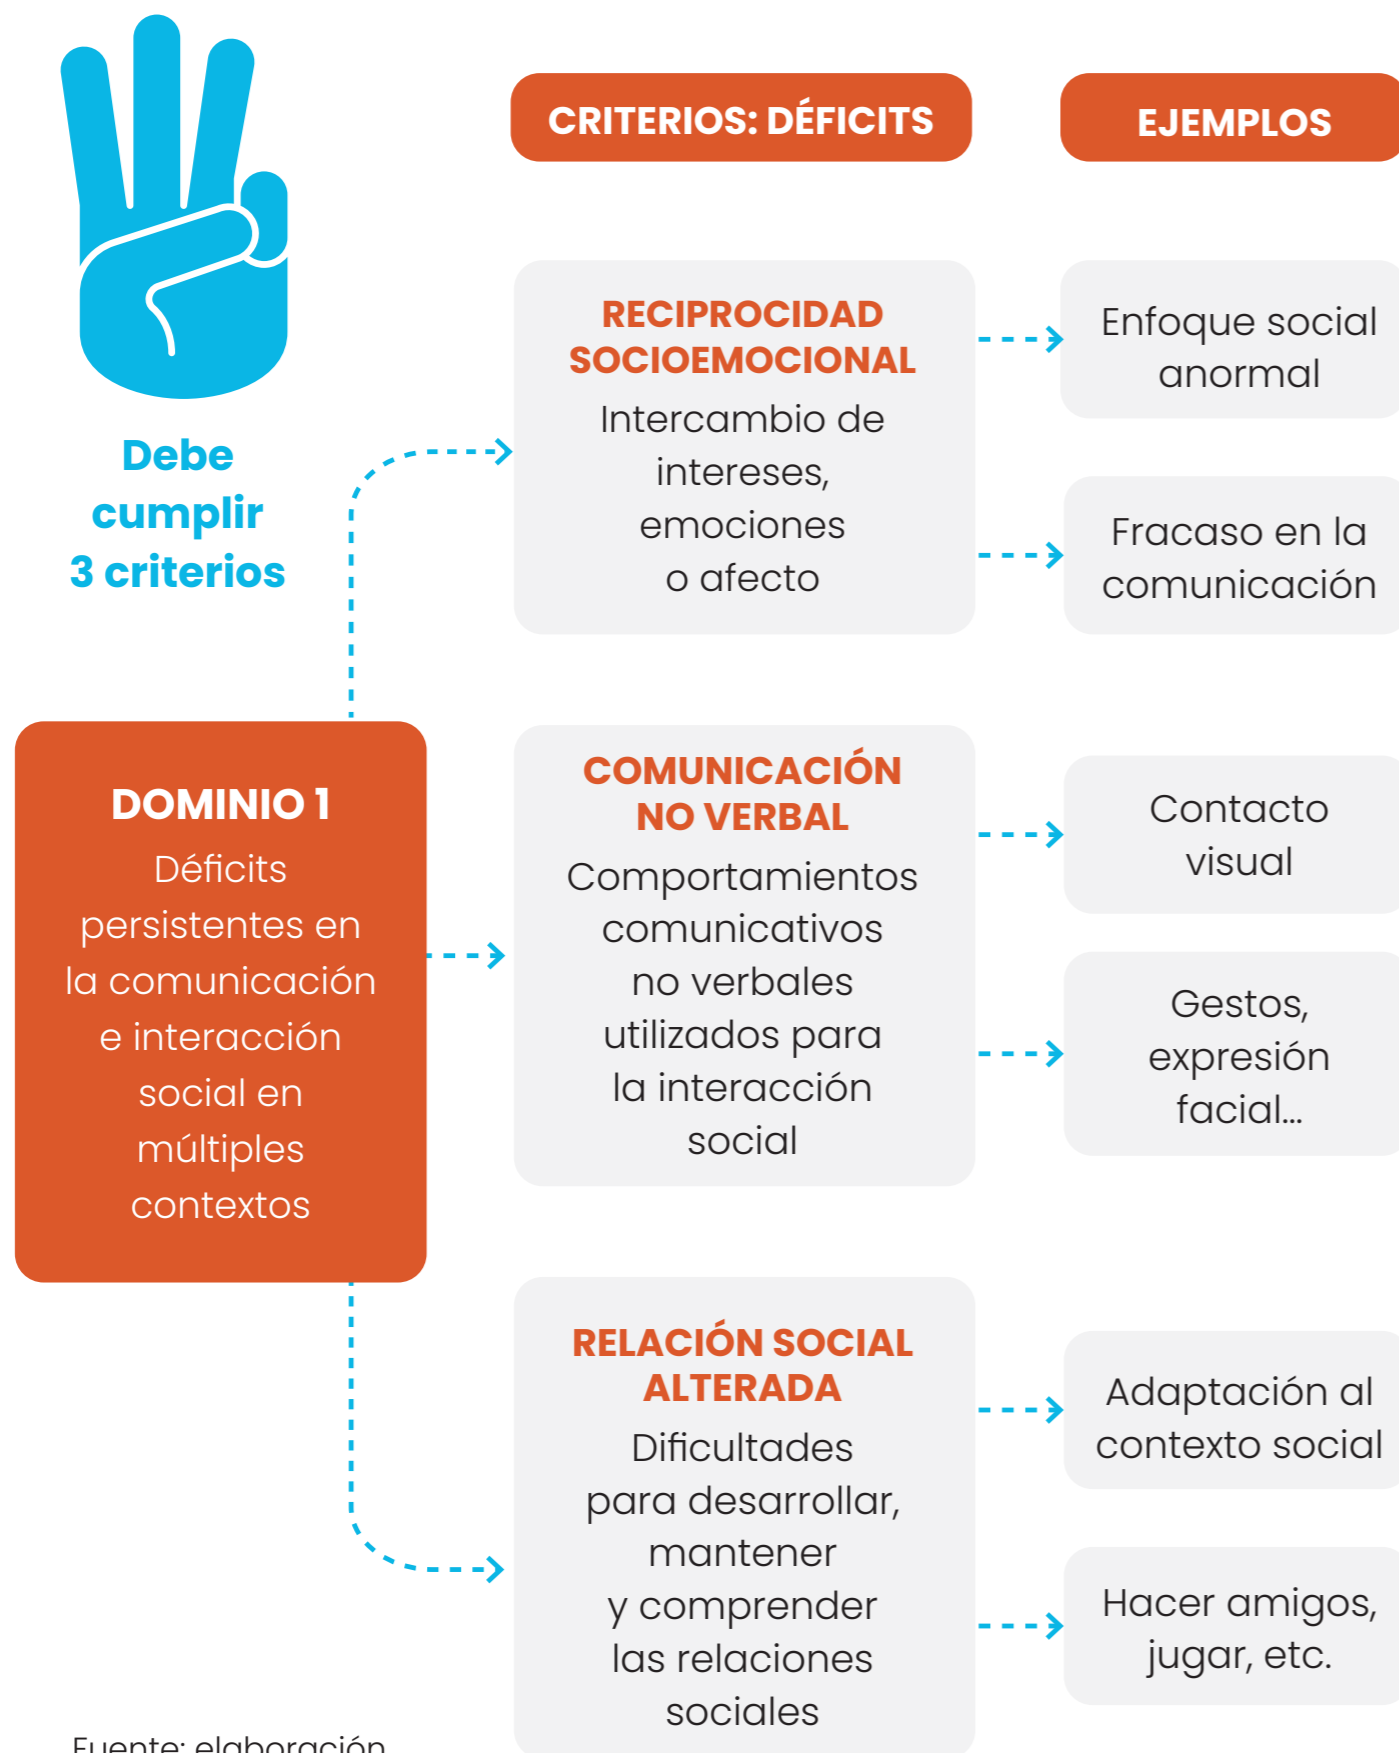 CRITERIOS: DÉFICITS
EJEMPLOS
Debe
cumplir
3 criterios
DOMINIO 1
Déficits
persistentes en
la comunicación
e interacción
social en
múltiples
contextos
RECIPROCIDAD
SOCIOEMOCIONAL
Intercambio de
intereses,
emociones
o afecto
Enfoque social
anormal
Fracaso en la
comunicación
COMUNICACIÓN
NO VERBAL
Comportamientos
comunicativos
no verbales
utilizados para
la interacción
social
Contacto
visual
Gestos,
expresión
facial...
RELACIÓN SOCIAL
ALTERADA
Dificultades
para desarrollar,
mantener
y comprender
las relaciones
sociales
Adaptación al
contexto social
Hacer amigos,
jugar, etc.
Fuente: elaboración